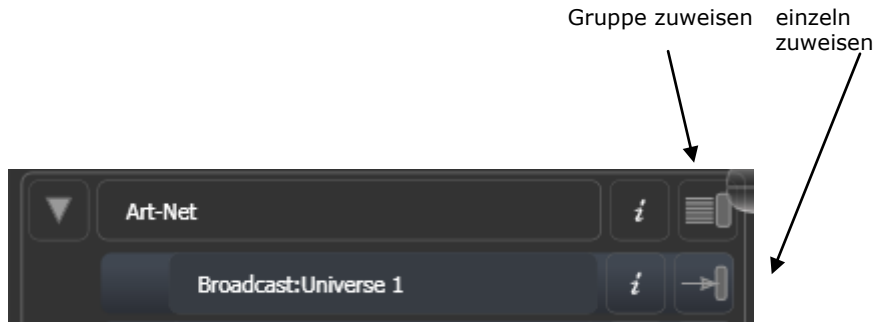 Gruppe zuweisen
einzeln
zuweisen
Art-Net
i
Broadcast:Universe 1
i